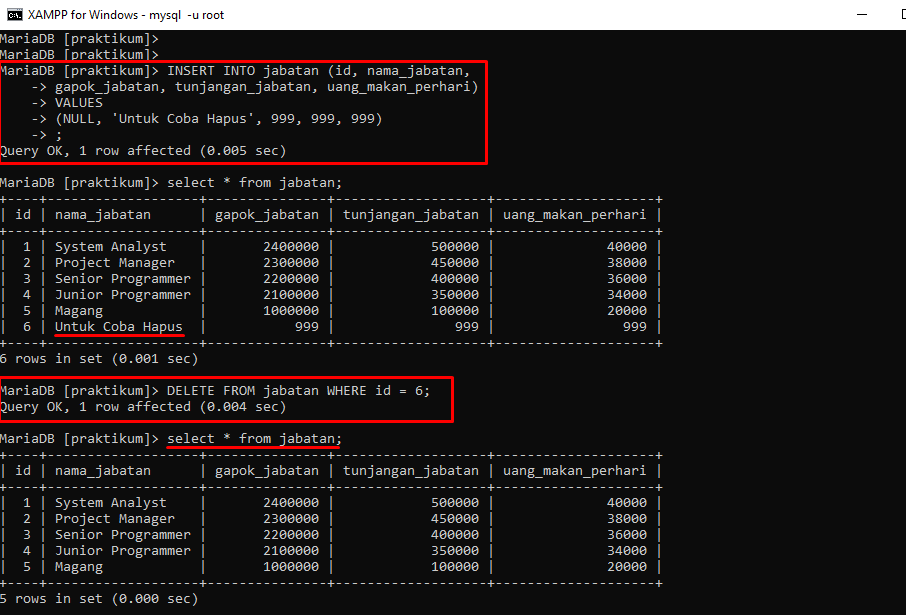 XAMPP for Windows - mysql -u root
MariaDB [praktikum]>
MariaDB [praktikum]>
MariaDB [praktikum]> INSERT INTO jabatan (id, nama_jabatan,
    -> gapok_jabatan, tunjangan_jabatan, uang_makan_perhari)
    -> VALUES
    -> (NULL, 'Untuk Coba Hapus', 999, 999, 999)
    -> ;
Query OK, 1 row affected (0.005 sec)
MariaDB [praktikum]> select * from jabatan;
+----+-------------------+---------------+-------------------+--------------------+
| id | nama_jabatan      | gapok_jabatan | tunjangan_jabatan | uang_makan_perhari |
+----+-------------------+---------------+-------------------+--------------------+
|  1 | System Analyst    |       2400000 |            500000 |              40000 |
|  2 | Project Manager   |       2300000 |            450000 |              38000 |
|  3 | Senior Programmer |       2200000 |            400000 |              36000 |
|  4 | Junior Programmer |       2100000 |            350000 |              34000 |
|  5 | Magang            |       1000000 |            100000 |              20000 |
|  6 | Untuk Coba Hapus  |           999 |               999 |                999 |
+----+-------------------+---------------+-------------------+--------------------+
6 rows in set (0.001 sec)
MariaDB [praktikum]> DELETE FROM jabatan WHERE id = 6;
Query OK, 1 row affected (0.004 sec)
MariaDB [praktikum]> select * from jabatan;
+----+-------------------+---------------+-------------------+--------------------+
| id | nama_jabatan      | gapok_jabatan | tunjangan_jabatan | uang_makan_perhari |
+----+-------------------+---------------+-------------------+--------------------+
|  1 | System Analyst    |       2400000 |            500000 |              40000 |
|  2 | Project Manager   |       2300000 |            450000 |              38000 |
|  3 | Senior Programmer |       2200000 |            400000 |              36000 |
|  4 | Junior Programmer |       2100000 |            350000 |              34000 |
|  5 | Magang            |       1000000 |            100000 |              20000 |
+----+-------------------+---------------+-------------------+--------------------+
5 rows in set (0.000 sec)